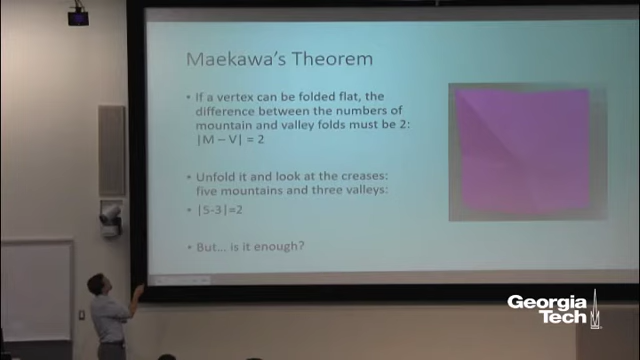 Maekawa's Theorem
• If a vertex can be folded flat, the
difference between the numbers of
mountain and valley folds must be 2:
|M – V| = 2
• Unfold it and look at the creases:
five mountains and three valleys:
• |5-3|=2
• But... is it enough?
Georgia
Tech